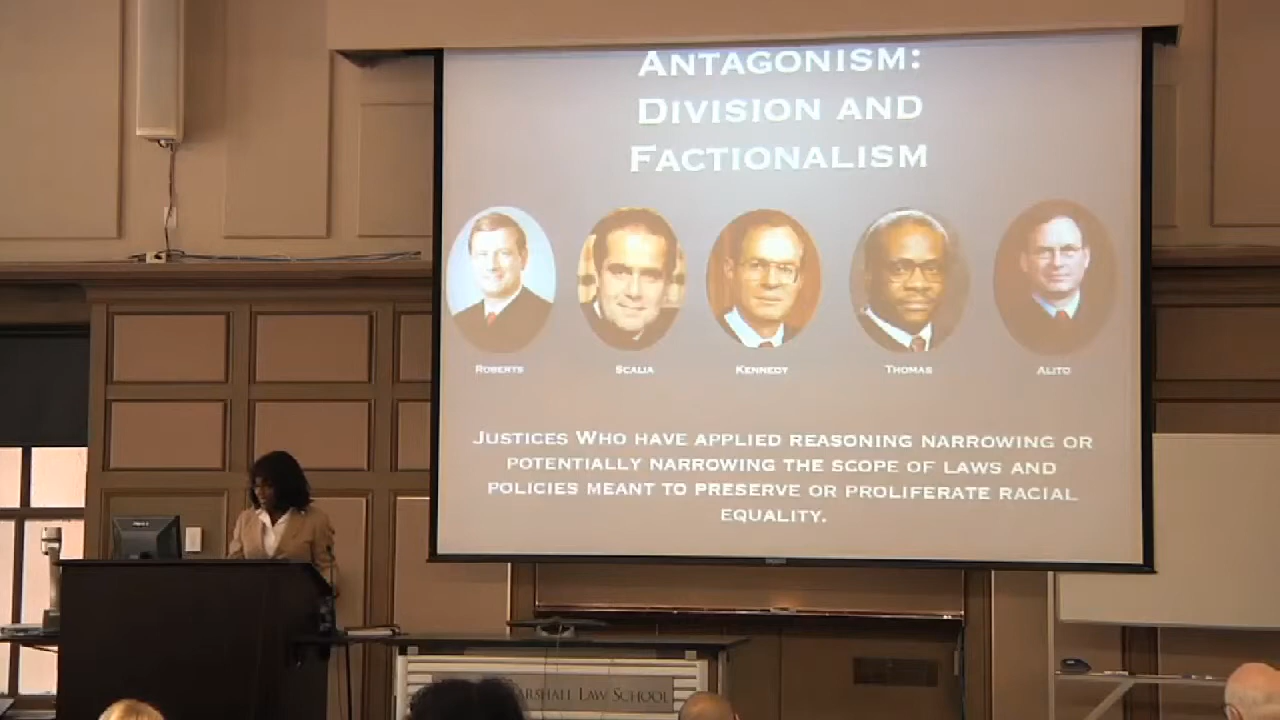 ANTAGONISM:
DIVISION AND
FACTIONALISM
ROBERTS SCALIA KENNEDY THOMAS ALITO
JUSTICES WHO HAVE APPLIED REASONING NARROWING OR
POTENTIALLY NARROWING THE SCOPE OF LAWS AND
POLICIES MEANT TO PRESERVE OR PROLIFERATE RACIAL
EQUALITY.
ARSHALL LAW SCHOOL